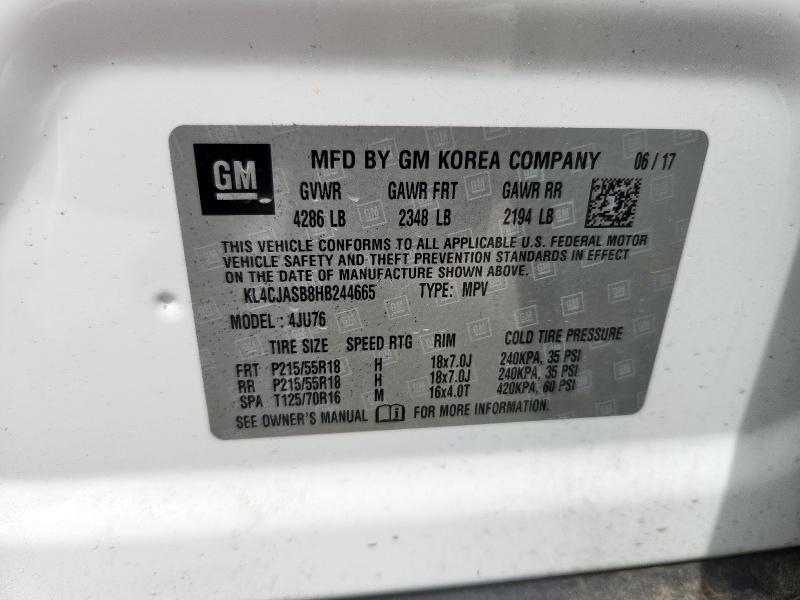 GM MFD BY GM KOREA COMPANY 06 / 17
GVWR GAWR FRT GAWR RR
4286 LB 2348 LB 2194 LB
THIS VEHICLE CONFORMS TO ALL APPLICABLE U.S. FEDERAL MOTOR
VEHICLE SAFETY AND THEFT PREVENTION STANDARDS IN EFFECT
ON THE DATE OF MANUFACTURE SHOWN ABOVE.
KL4CJASB8HB244665 TYPE: MPV
MODEL : 4JU76
TIRE SIZE SPEED RTG RIM COLD TIRE PRESSURE
FRT P215/55R18 H 18x7.0J 240KPA, 35 PSI
RR P215/55R18 H 18x7.0J 240KPA, 35 PSI
SPA T125/70R16 M 16x4.0T 420KPA, 60 PSI
SEE OWNER'S MANUAL FOR MORE INFORMATION.